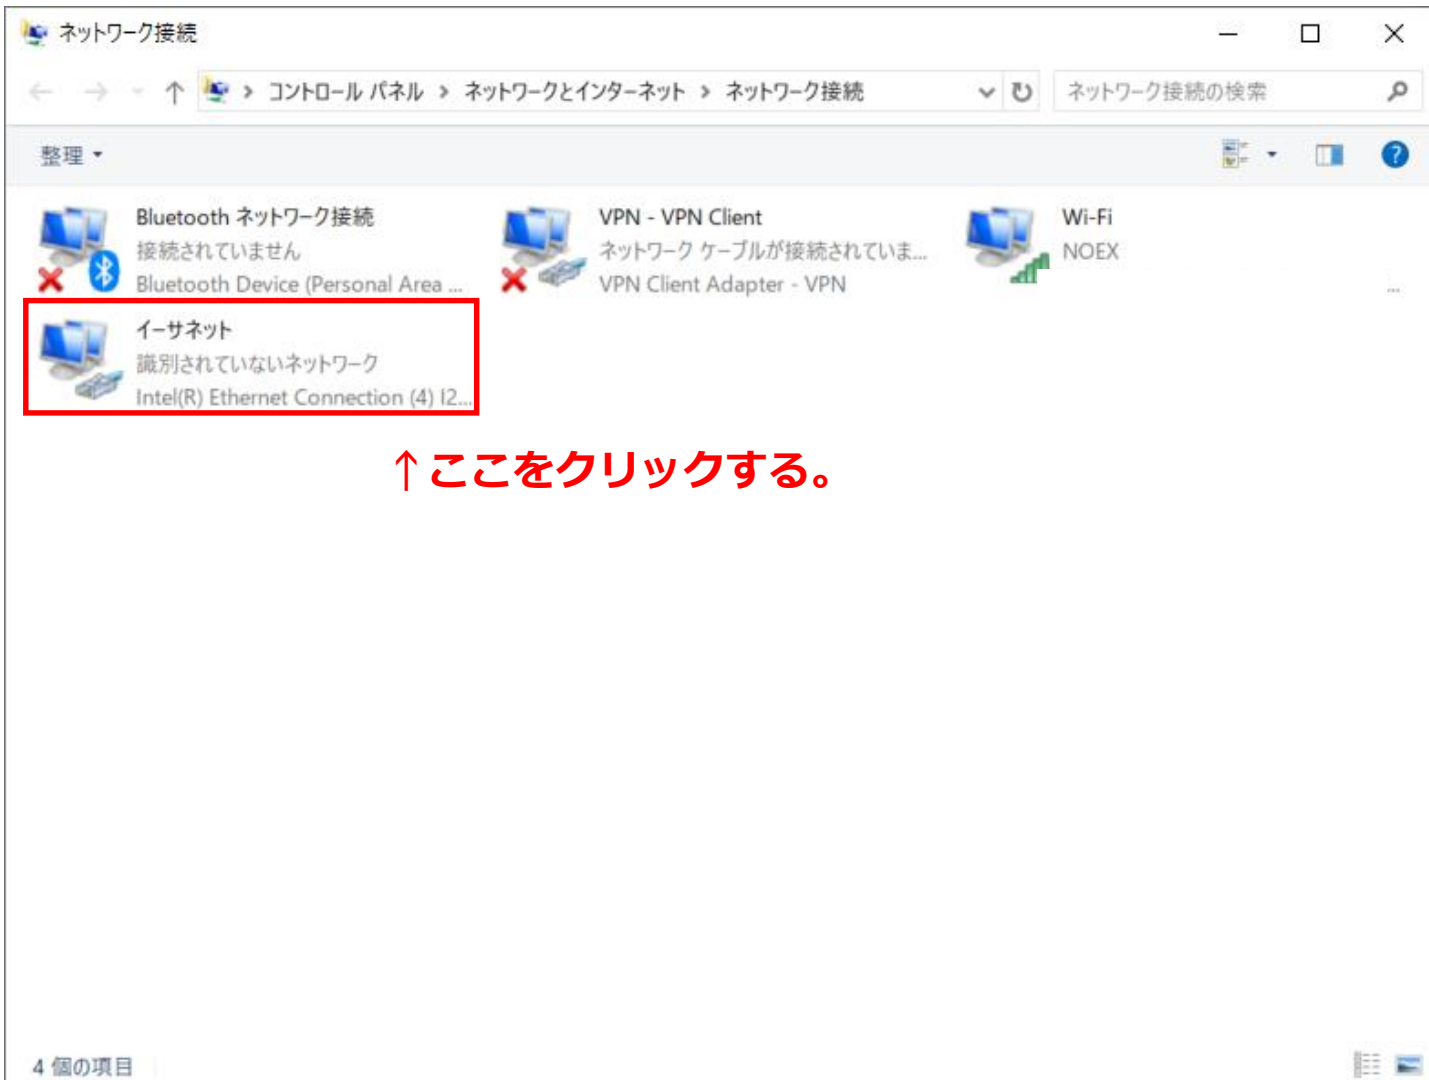 ネットワーク接続
コントロール パネル > ネットワークとインターネット > ネットワーク接続
ネットワーク接続の検索
整理
Bluetooth ネットワーク接続
接続されていません
Bluetooth Device (Personal Area ...
VPN - VPN Client
ネットワーク ケーブルが接続されていま...
VPN Client Adapter - VPN
Wi-Fi
NOEX
...
イーサネット
識別されていないネットワーク
Intel(R) Ethernet Connection (4) I2...
↑ここをクリックする。
4 個の項目